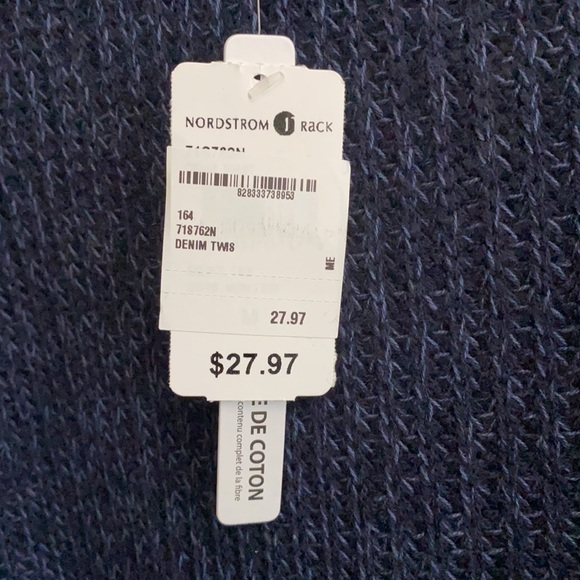 NORDSTROM rack
828333738953
164
718762N
DENIM TWIS
ME
27.97
$27.97
DE COTON
contenu complet de la fibre